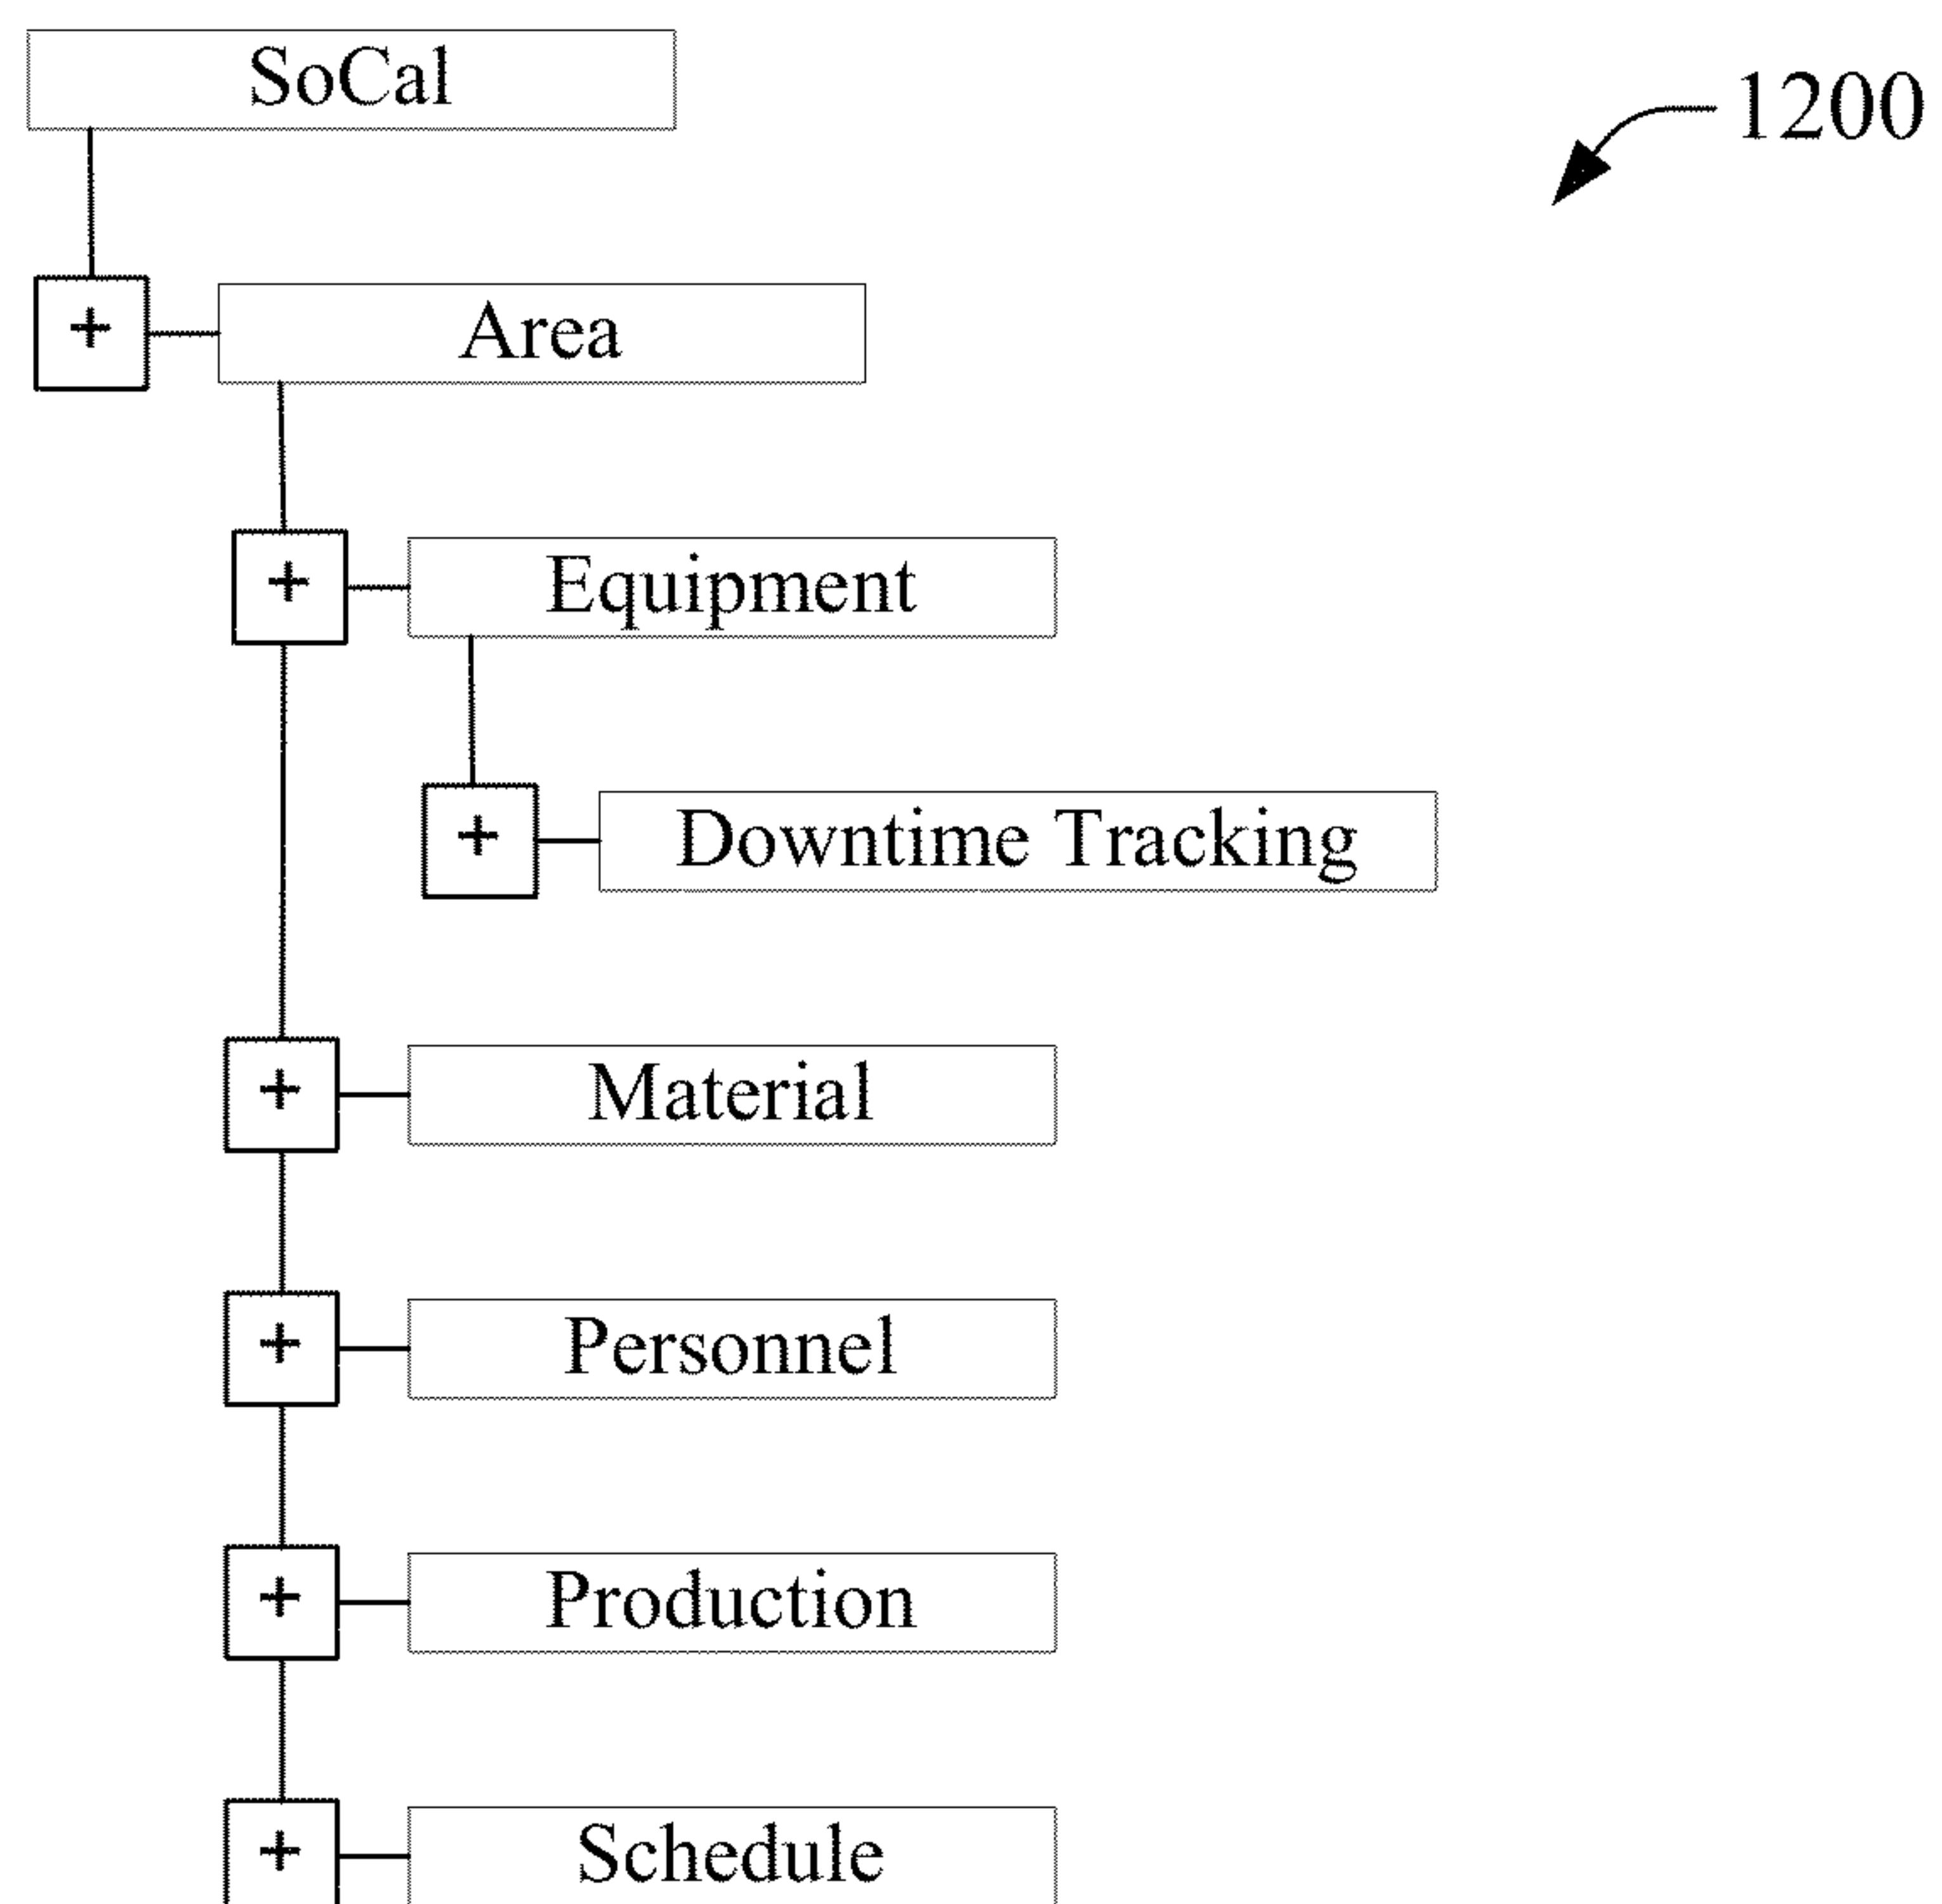 SoCal
1200
+
Area
+
Equipment
+
Downtime Tracking
+
Material
+
Personnel
+
Production
+
Schedule